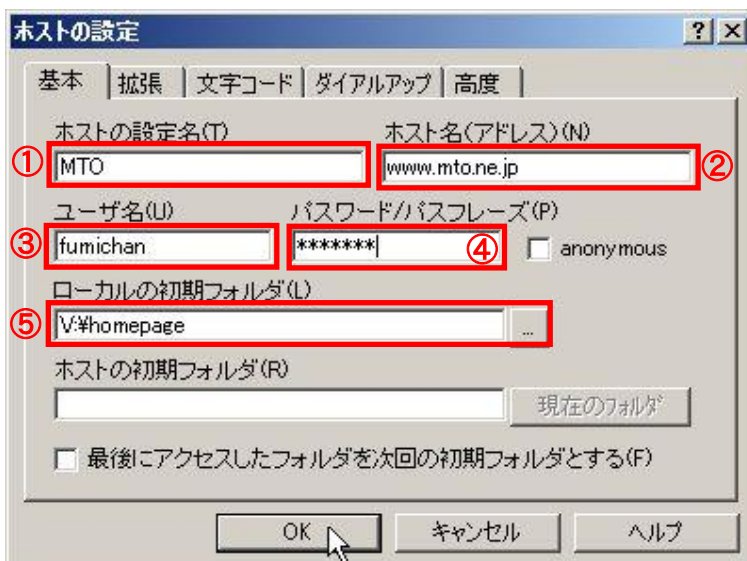 ホストの設定
基本 拡張 文字コード ダイアルアップ 高度
ホストの設定名(T) ホスト名(アドレス)(N)
① MTO www.mto.ne.jp ②
ユーザ名(U) パスワード/パスフレーズ(P)
③ fumichan ******* ④ anonymous
ローカルの初期フォルダ(L)
⑤ V:¥homepage ...
ホストの初期フォルダ(R)
現在のフォルダ
最後にアクセスしたフォルダを次回の初期フォルダとする(F)
OK キャンセル ヘルプ